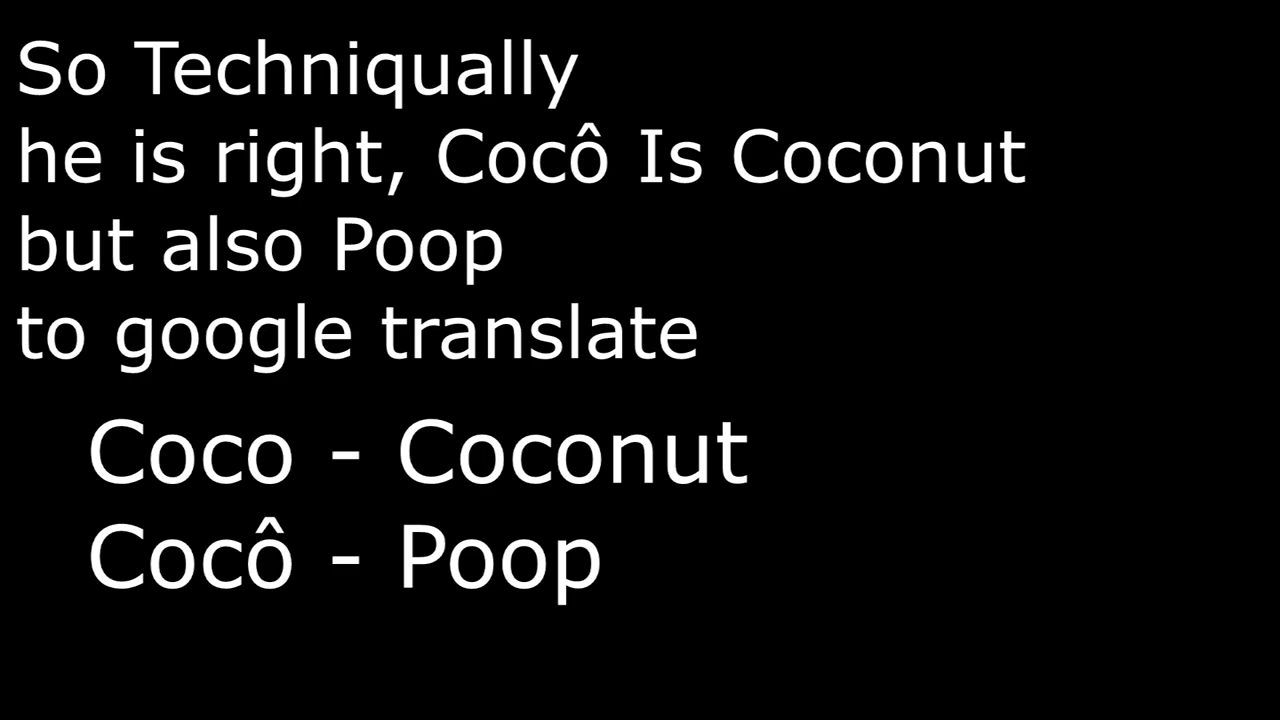 So Techniqually
he is right, Cocô Is Coconut
but also Poop
to google translate
Coco - Coconut
Cocô - Poop